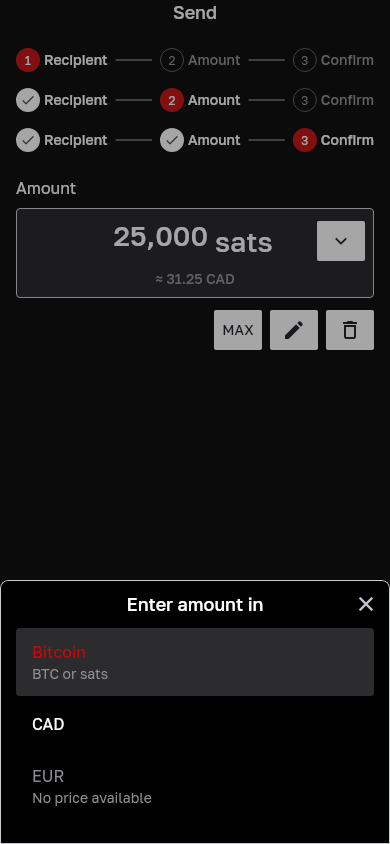 Send
1 Recipient 2 Amount 3 Confirm
Recipient 2 Amount 3 Confirm
Recipient Amount 3 Confirm
Amount
25,000 sats
≈ 31.25 CAD
MAX
Enter amount in
Bitcoin
BTC or sats
CAD
EUR
No price available